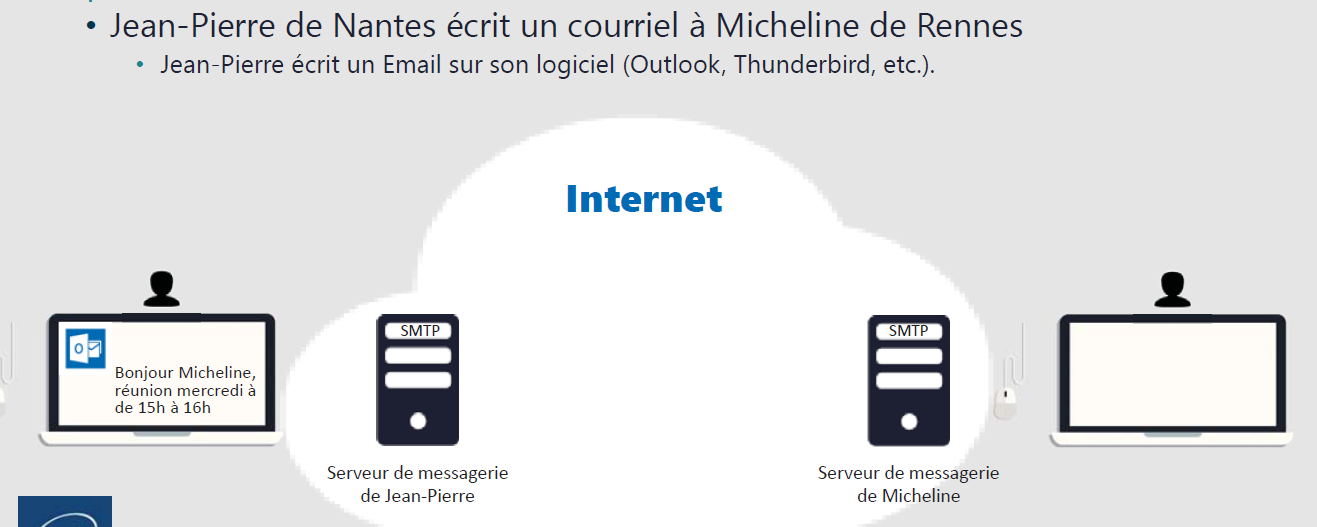 • Jean-Pierre de Nantes écrit un courriel à Micheline de Rennes
• Jean-Pierre écrit un Email sur son logiciel (Outlook, Thunderbird, etc.).
Internet
SMTP
SMTP
Bonjour Micheline,
réunion mercredi à
de 15h à 16h
Serveur de messagerie
de Jean-Pierre
Serveur de messagerie
de Micheline